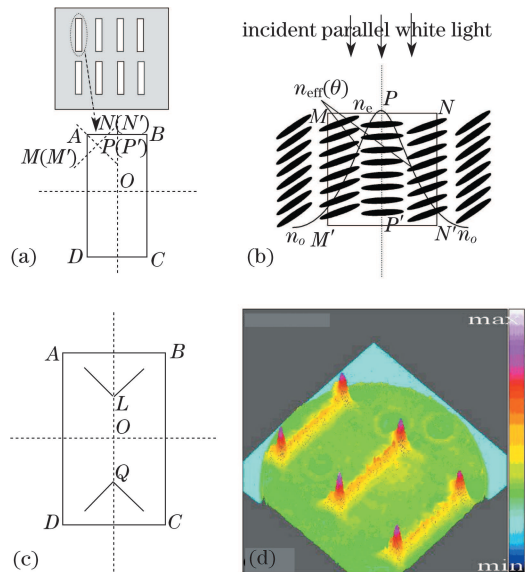 (a)
A
N(N′)
B
M(M′)
P(P′)
O
D
C
incident parallel white light
n_eff(θ)
n_e
P
M
N
n_o
M′
P′
N′
n_o
(b)
A
B
L
O
Q
D
C
(c)
max
min
(d)